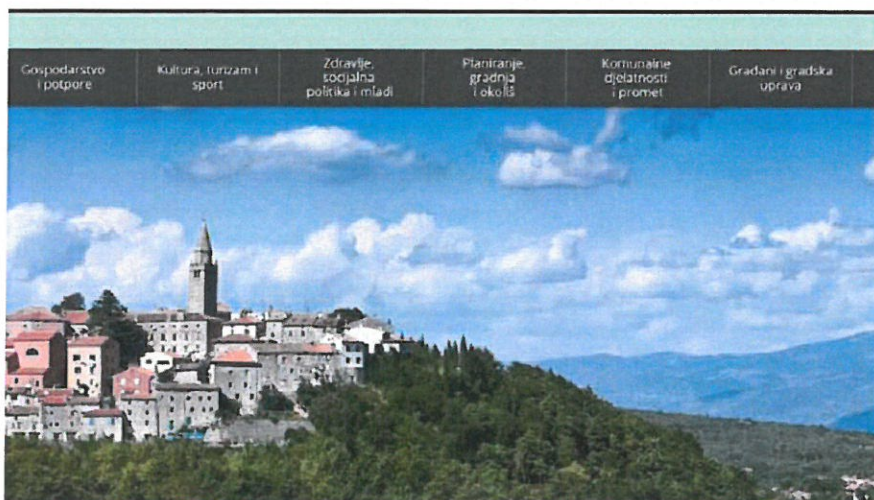 Gospodarstvo
i potpore
Kultura, turizam i
sport
Zdravlje,
socijalna
politika i mladi
Planiranje,
gradnja
i okoliš
Komunalne
djelatnosti
i promet
Građani i gradska
uprava